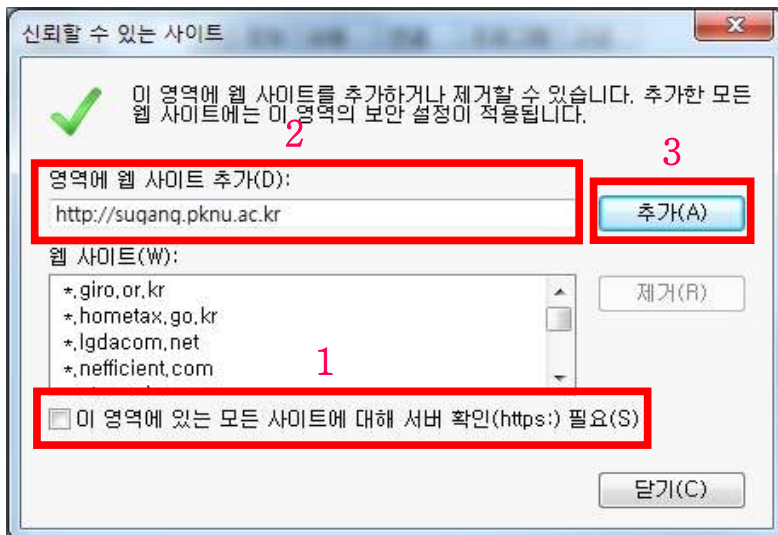 신뢰할 수 있는 사이트
이 영역에 웹 사이트를 추가하거나 제거할 수 있습니다. 추가한 모든
웹 사이트에는 이 영역의 보안 설정이 적용됩니다.
2
3
영역에 웹 사이트 추가(D):
http://sugang.pknu.ac.kr
추가(A)
웹 사이트(W):
*.giro.or.kr
제거(R)
*.hometax.go.kr
*.lgdacom.net
*.nefficient.com
1
이 영역에 있는 모든 사이트에 대해 서버 확인(https:) 필요(S)
닫기(C)